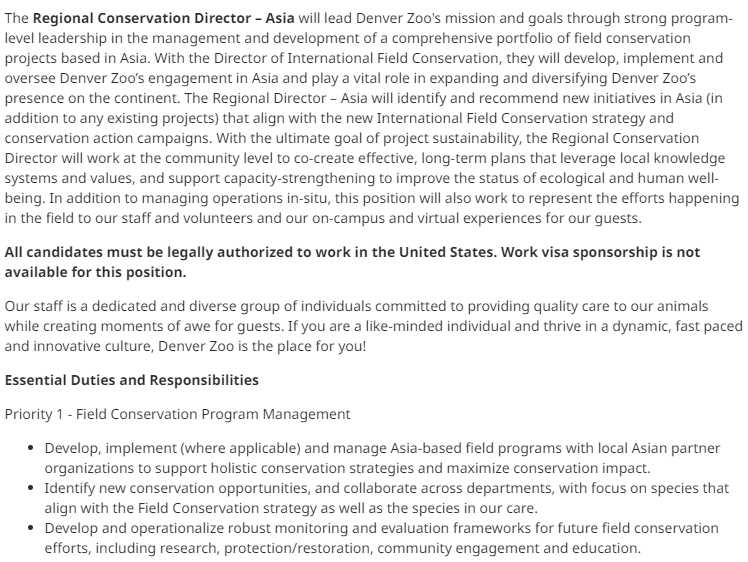 The Regional Conservation Director – Asia will lead Denver Zoo's mission and goals through strong program-
level leadership in the management and development of a comprehensive portfolio of field conservation
projects based in Asia. With the Director of International Field Conservation, they will develop, implement and
oversee Denver Zoo’s engagement in Asia and play a vital role in expanding and diversifying Denver Zoo’s
presence on the continent. The Regional Director – Asia will identify and recommend new initiatives in Asia (in
addition to any existing projects) that align with the new International Field Conservation strategy and
conservation action campaigns. With the ultimate goal of project sustainability, the Regional Conservation
Director will work at the community level to co-create effective, long-term plans that leverage local knowledge
systems and values, and support capacity-strengthening to improve the status of ecological and human well-
being. In addition to managing operations in-situ, this position will also work to represent the efforts happening
in the field to our staff and volunteers and our on-campus and virtual experiences for our guests.
All candidates must be legally authorized to work in the United States. Work visa sponsorship is not
available for this position.
Our staff is a dedicated and diverse group of individuals committed to providing quality care to our animals
while creating moments of awe for guests. If you are a like-minded individual and thrive in a dynamic, fast paced
and innovative culture, Denver Zoo is the place for you!
Essential Duties and Responsibilities
Priority 1 - Field Conservation Program Management
• Develop, implement (where applicable) and manage Asia-based field programs with local Asian partner
organizations to support holistic conservation strategies and maximize conservation impact.
• Identify new conservation opportunities, and collaborate across departments, with focus on species that
align with the Field Conservation strategy as well as the species in our care.
• Develop and operationalize robust monitoring and evaluation frameworks for future field conservation
efforts, including research, protection/restoration, community engagement and education.